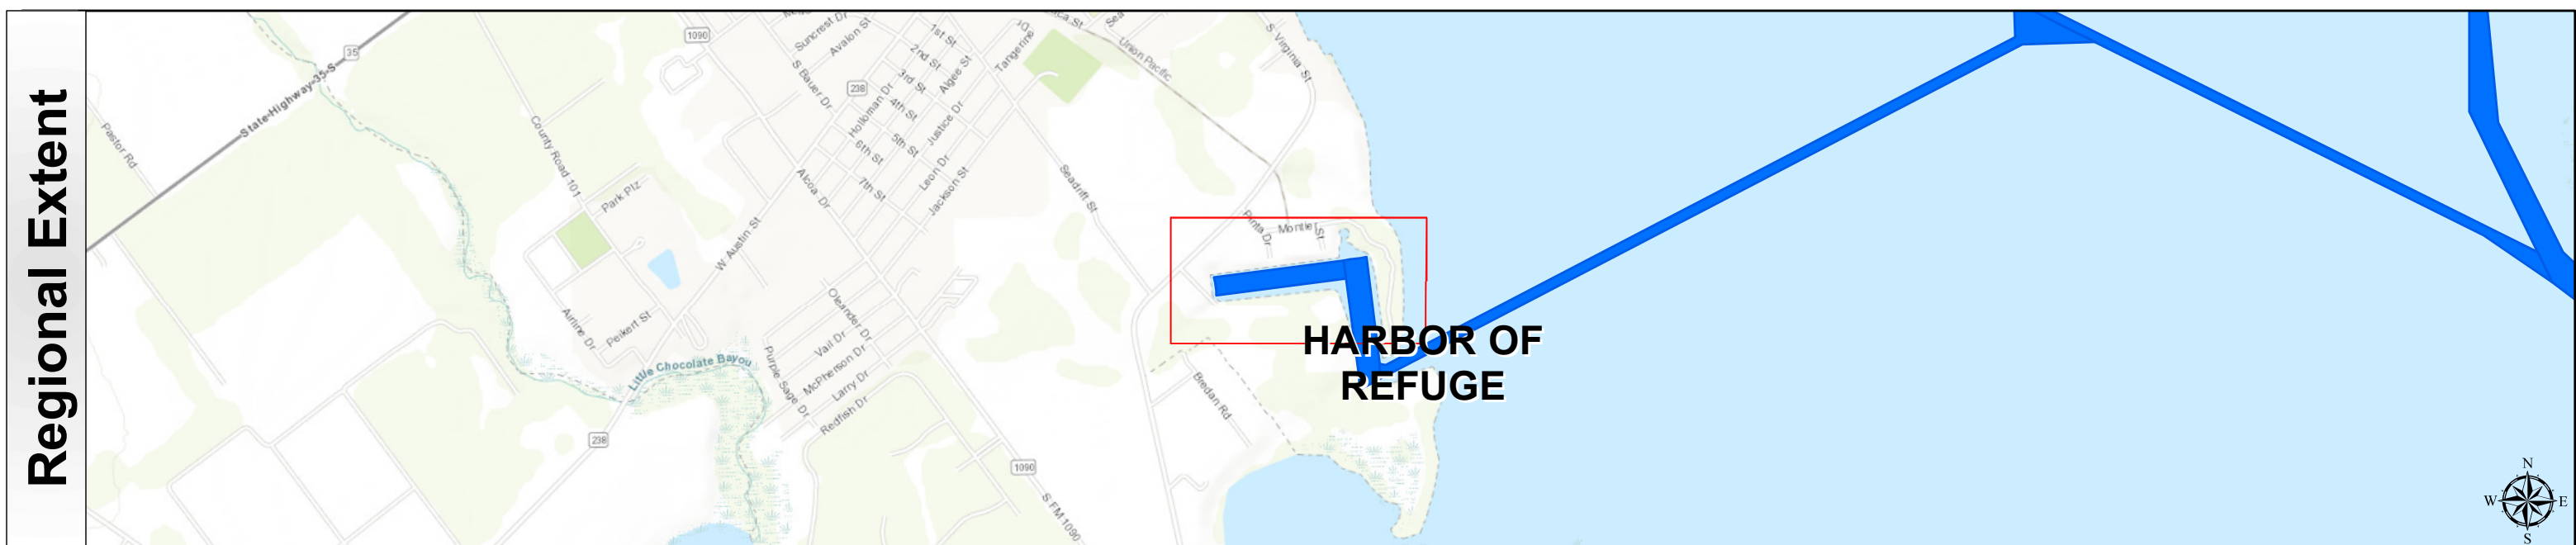 Regional Extent
State-Highway-35-S
35
Pastor Rd
County Road 101
Park Plz
Airline Dr
Peikert St
W Austin St
Little Chocolate Bayou
238
1090
Suncrest Dr
Avalon St
S Bauer Dr
238
Holloman Dr
1st St
2nd St
3rd St
4th St
5th St
6th St
7th St
Algee St
Justice Dr
Leon Dr
Jackson St
Tangerine
Alcoa Dr
Oleander Dr
Vail Dr
McPherson Dr
Larry Dr
Redfish Dr
Purple Sage Dr
1090
S FM 1090
Union Pacific
S Virginia St
Seadrift St
Pinta Dr
Montier St
Bredan Rd
HARBOR OF
REFUGE
N
W
E
S